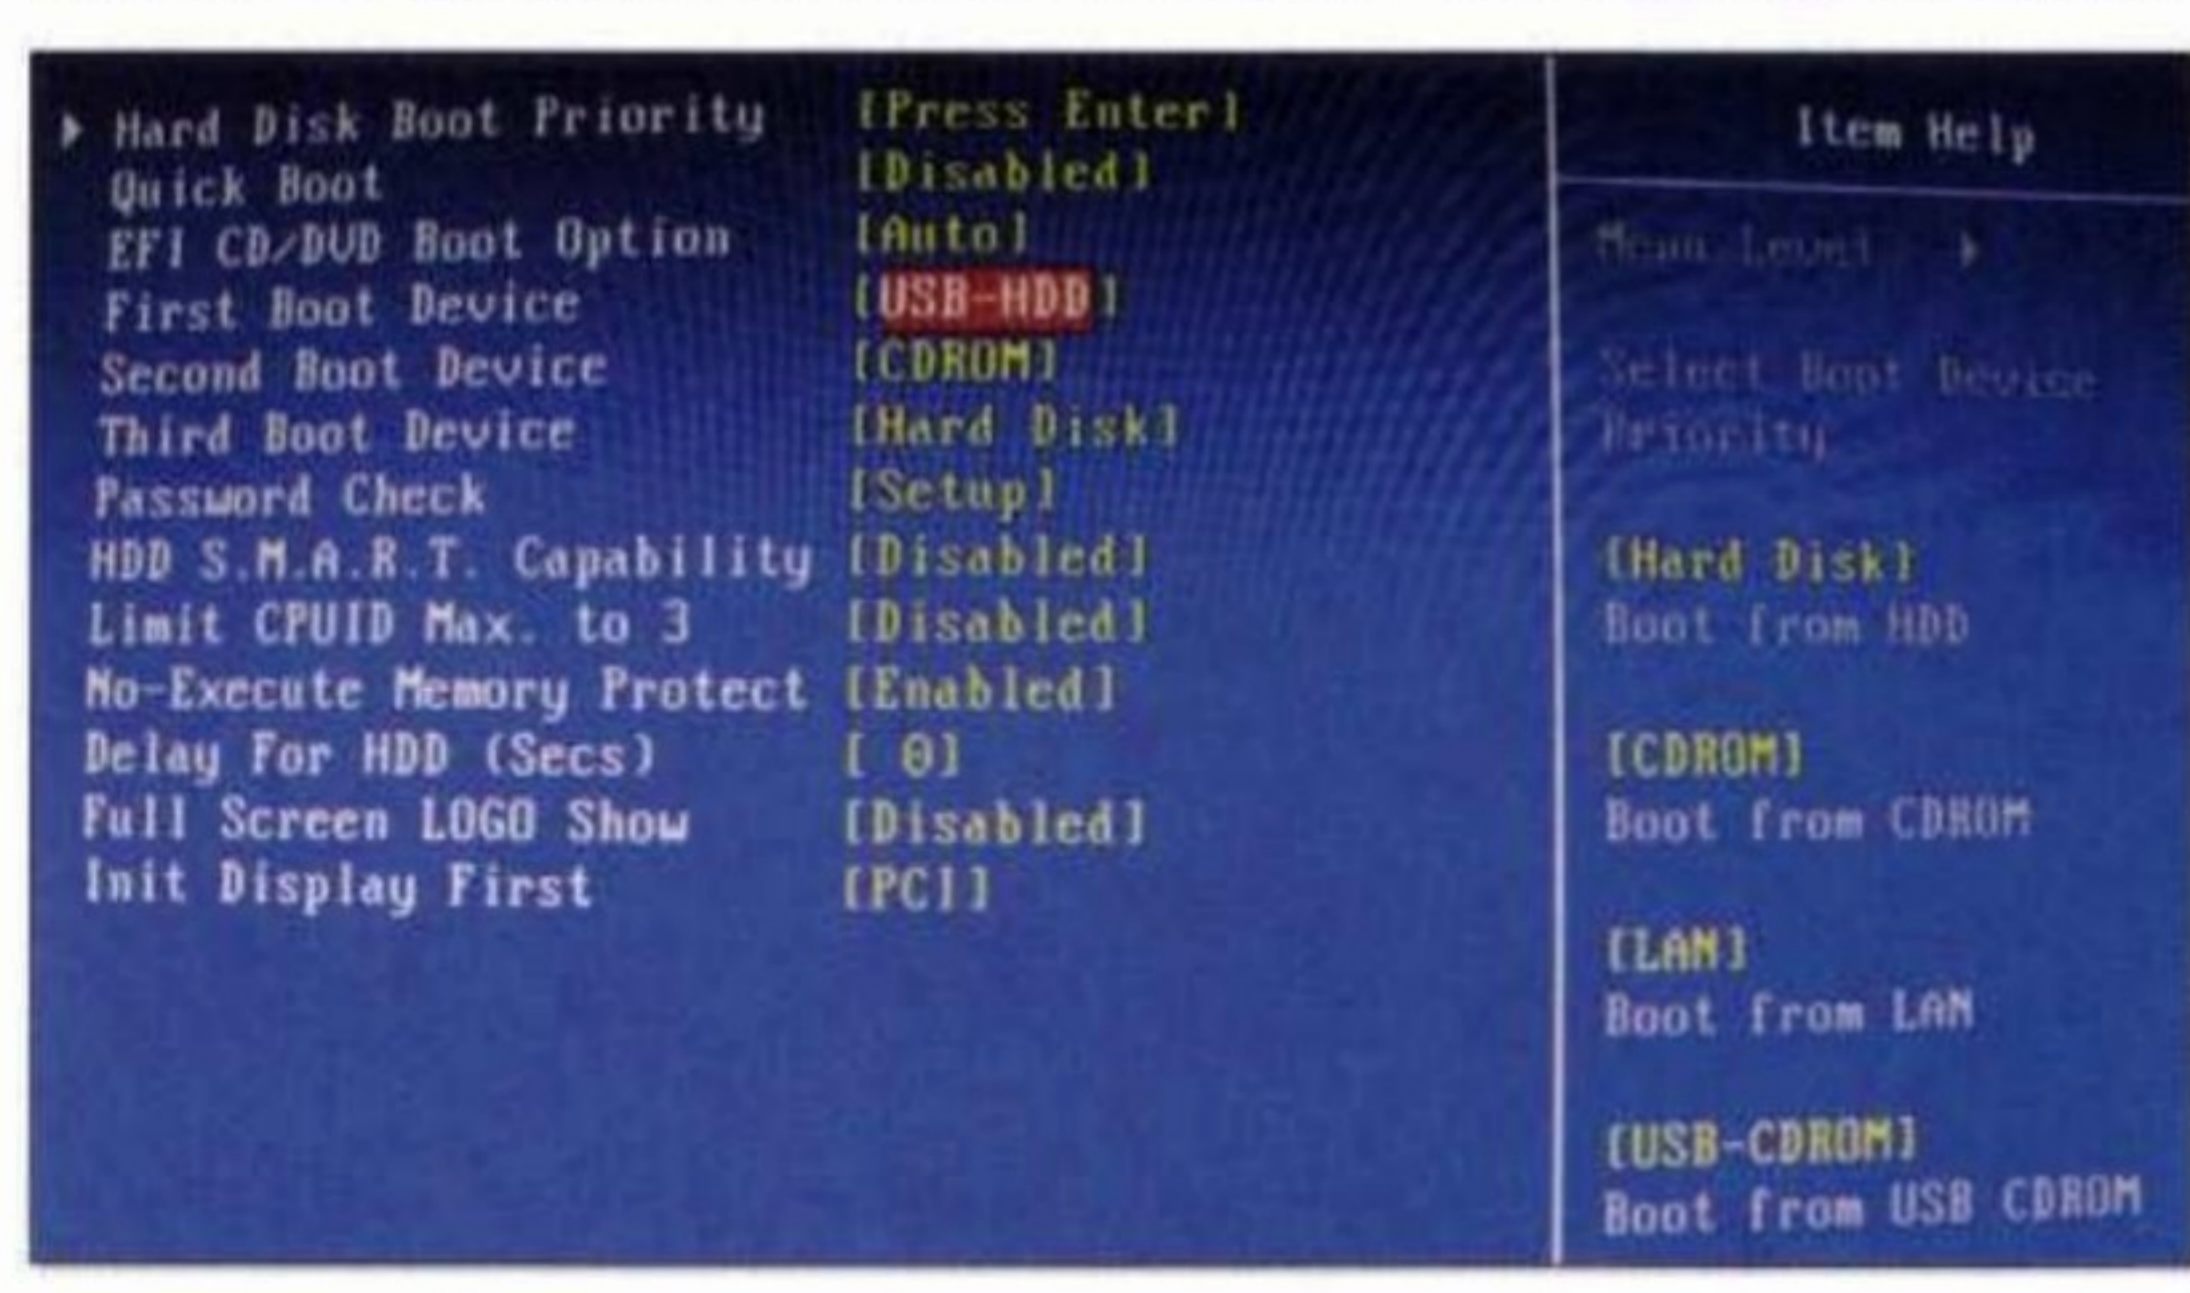 Hard Disk Boot Priority [Press Enter]
Quick Boot [Disabled]
EFI CD/DVD Boot Option [Auto]
First Boot Device [USB-HDD]
Second Boot Device [CDROM]
Third Boot Device [Hard Disk]
Password Check [Setup]
HDD S.M.A.R.T. Capability [Disabled]
Limit CPUID Max. to 3 [Disabled]
No-Execute Memory Protect [Enabled]
Delay For HDD (Secs) [ 0]
Full Screen LOGO Show [Disabled]
Init Display First [PCI]
Item Help
Menu Level
Select Boot Device
Priority
[Hard Disk]
Boot from HDD
[CDROM]
Boot from CDROM
[LAN]
Boot from LAN
[USB-CDROM]
Boot from USB CDROM